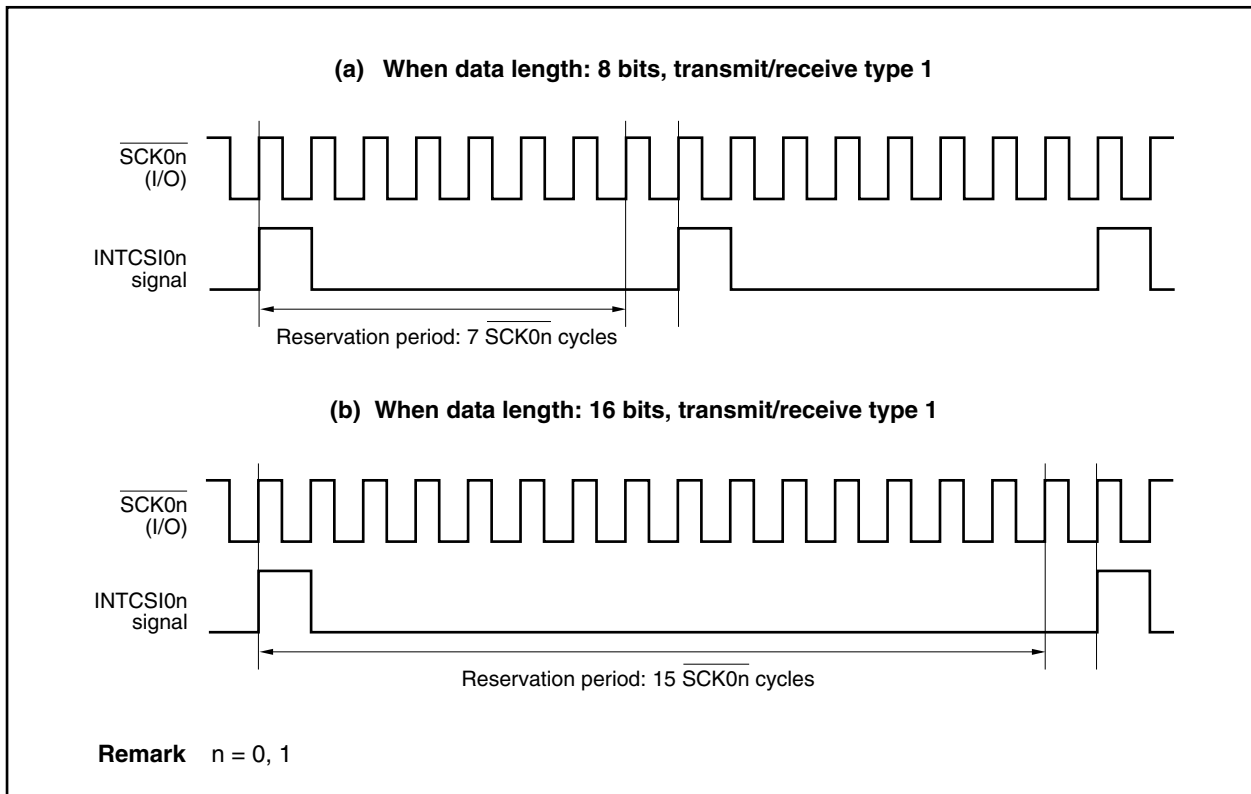 (a) When data length: 8 bits, transmit/receive type 1
SCK0n
(I/O)
INTCSI0n
signal
Reservation period: 7 SCK0n cycles
(b) When data length: 16 bits, transmit/receive type 1
SCK0n
(I/O)
INTCSI0n
signal
Reservation period: 15 SCK0n cycles
Remark n = 0, 1